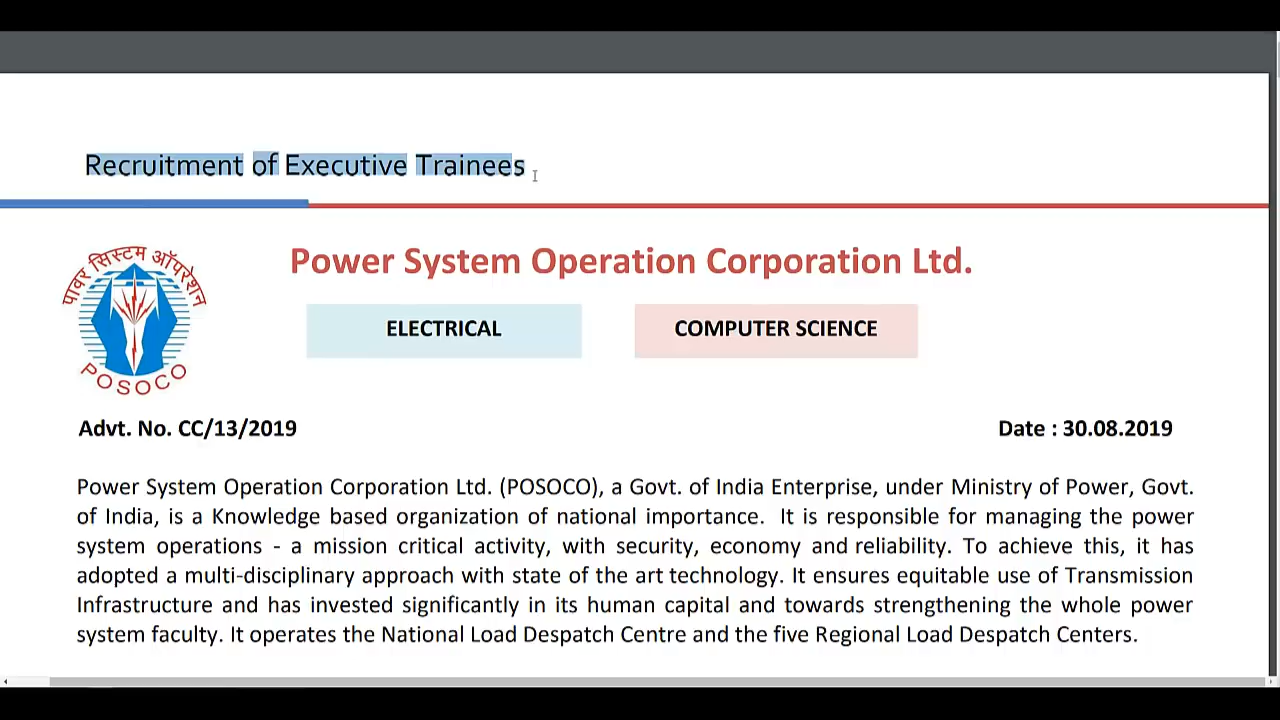 Recruitment of Executive Trainees
पावर सिस्टम ऑपरेशन
POSOCO
Power System Operation Corporation Ltd.
ELECTRICAL
COMPUTER SCIENCE
Advt. No. CC/13/2019
Date : 30.08.2019
Power System Operation Corporation Ltd. (POSOCO), a Govt. of India Enterprise, under Ministry of Power, Govt.
of India, is a Knowledge based organization of national importance. It is responsible for managing the power
system operations - a mission critical activity, with security, economy and reliability. To achieve this, it has
adopted a multi-disciplinary approach with state of the art technology. It ensures equitable use of Transmission
Infrastructure and has invested significantly in its human capital and towards strengthening the whole power
system faculty. It operates the National Load Despatch Centre and the five Regional Load Despatch Centers.